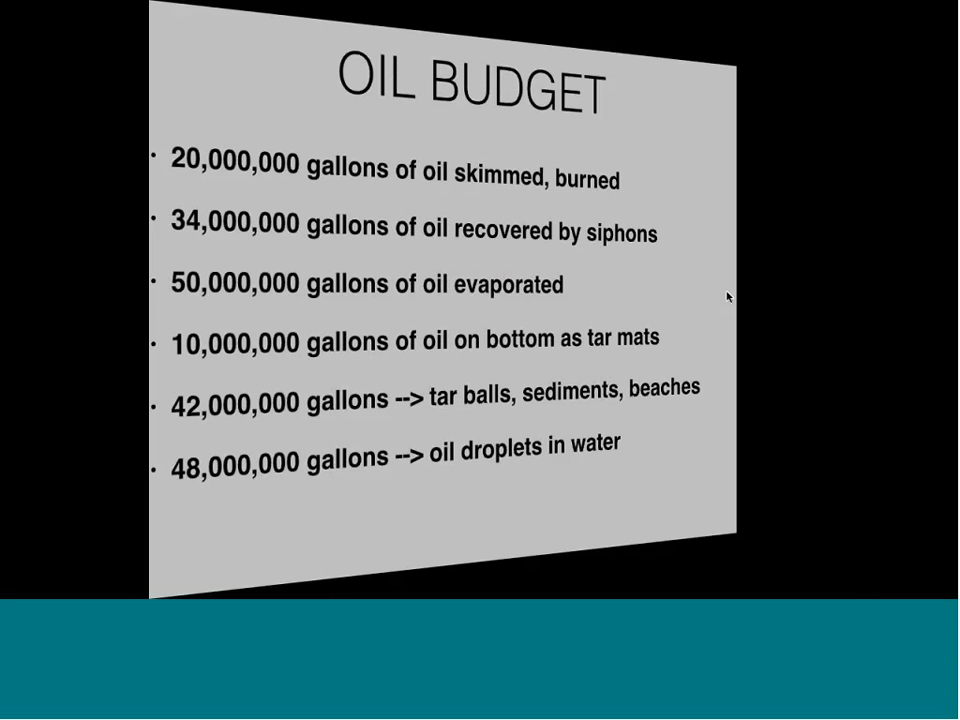 OIL BUDGET
• 20,000,000 gallons of oil skimmed, burned
• 34,000,000 gallons of oil recovered by siphons
• 50,000,000 gallons of oil evaporated
• 10,000,000 gallons of oil on bottom as tar mats
• 42,000,000 gallons --> tar balls, sediments, beaches
• 48,000,000 gallons --> oil droplets in water